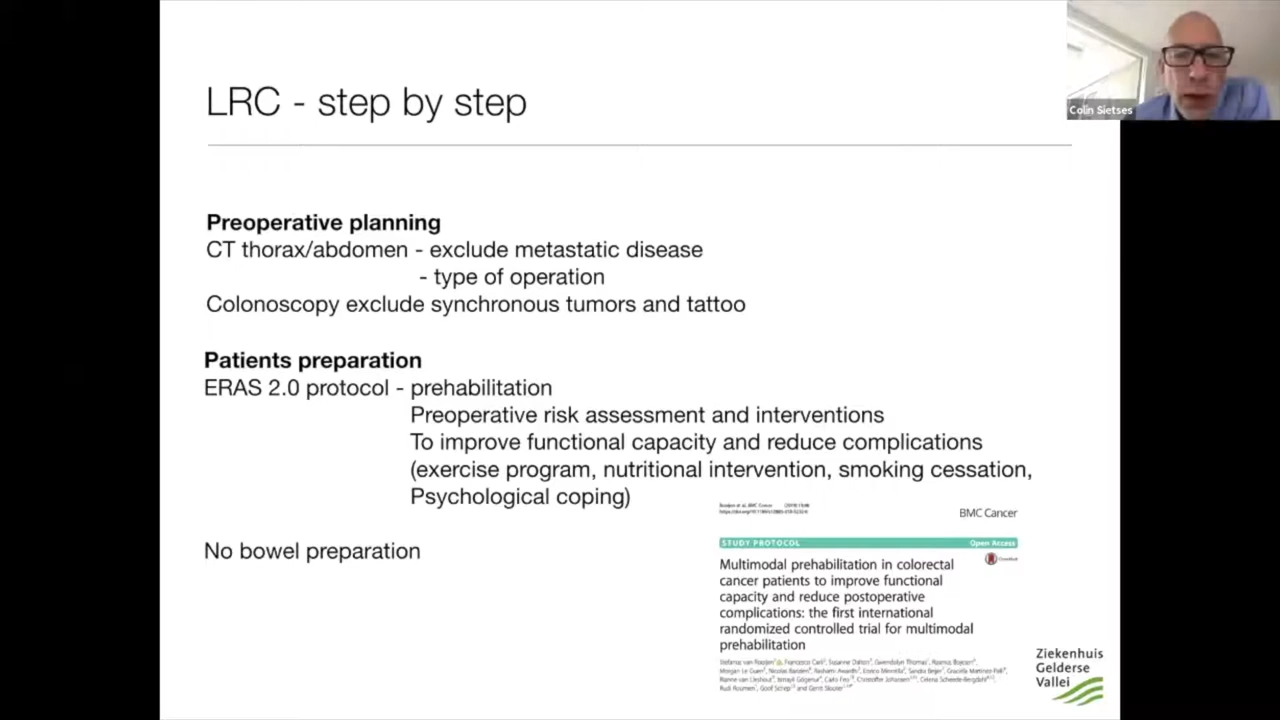 LRC - step by step
Colin Sietses
Preoperative planning
CT thorax/abdomen - exclude metastatic disease
- type of operation
Colonoscopy exclude synchronous tumors and tattoo
Patients preparation
ERAS 2.0 protocol - prehabilitation
Preoperative risk assessment and interventions
To improve functional capacity and reduce complications
(exercise program, nutritional intervention, smoking cessation,
Psychological coping)
No bowel preparation
BMC Cancer
STUDY PROTOCOL
Open Access
Multimodal prehabilitation in colorectal
cancer patients to improve functional
capacity and reduce postoperative
complications: the first international
randomized controlled trial for multimodal
prehabilitation
Ziekenhuis
Gelderse
Vallei